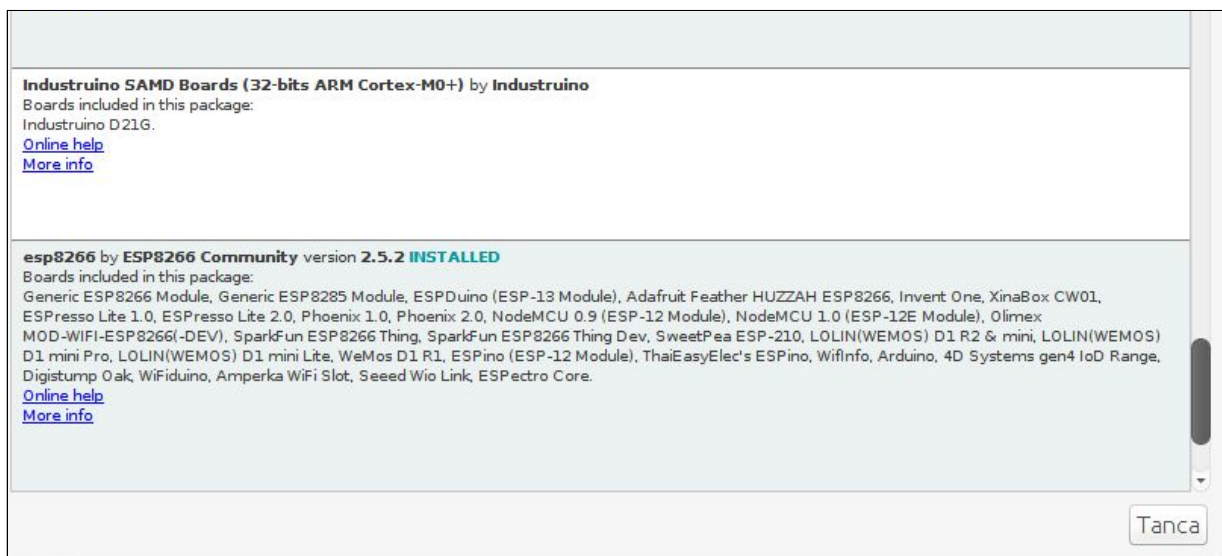 Industruino SAMD Boards (32-bits ARM Cortex-M0+) by Industruino
Boards included in this package:
Industruino D21G.
Online help
More info
esp8266 by ESP8266 Community version 2.5.2 INSTALLED
Boards included in this package:
Generic ESP8266 Module, Generic ESP8285 Module, ESPDuino (ESP-13 Module), Adafruit Feather HUZZAH ESP8266, Invent One, XinaBox CW01,
ESPresso Lite 1.0, ESPresso Lite 2.0, Phoenix 1.0, Phoenix 2.0, NodeMCU 0.9 (ESP-12 Module), NodeMCU 1.0 (ESP-12E Module), Olimex
MOD-WIFI-ESP8266(-DEV), SparkFun ESP8266 Thing, SparkFun ESP8266 Thing Dev, SweetPea ESP-210, LOLIN(WEMOS) D1 R2 & mini, LOLIN(WEMOS)
D1 mini Pro, LOLIN(WEMOS) D1 mini Lite, WeMos D1 R1, ESPino (ESP-12 Module), ThaiEasyElec's ESPino, WifInfo, Arduino, 4D Systems gen4 IoD Range,
Digistump Oak, WiFiduino, Amperka WiFi Slot, Seeed Wio Link, ESPectro Core.
Online help
More info
Tanca